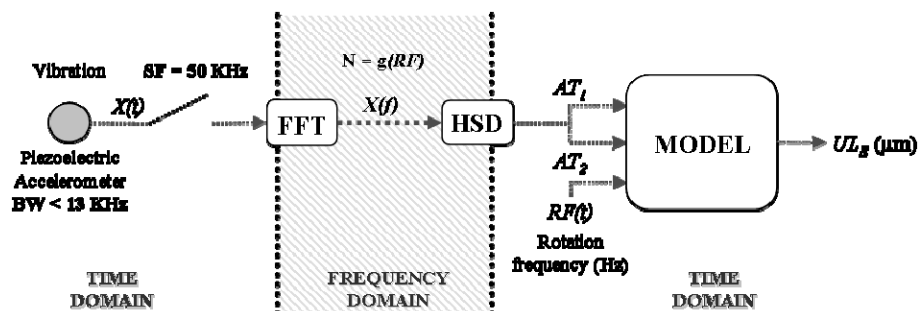 Vibration
SF = 50 KHz
X(t)
Piezoelectric
Accelerometer
BW < 13 KHz
TIME
DOMAIN
N = g(RF)
FFT
X(f)
HSD
FREQUENCY
DOMAIN
AT1
AT2
RF(t)
Rotation
frequency (Hz)
MODEL
ULE (μm)
TIME
DOMAIN